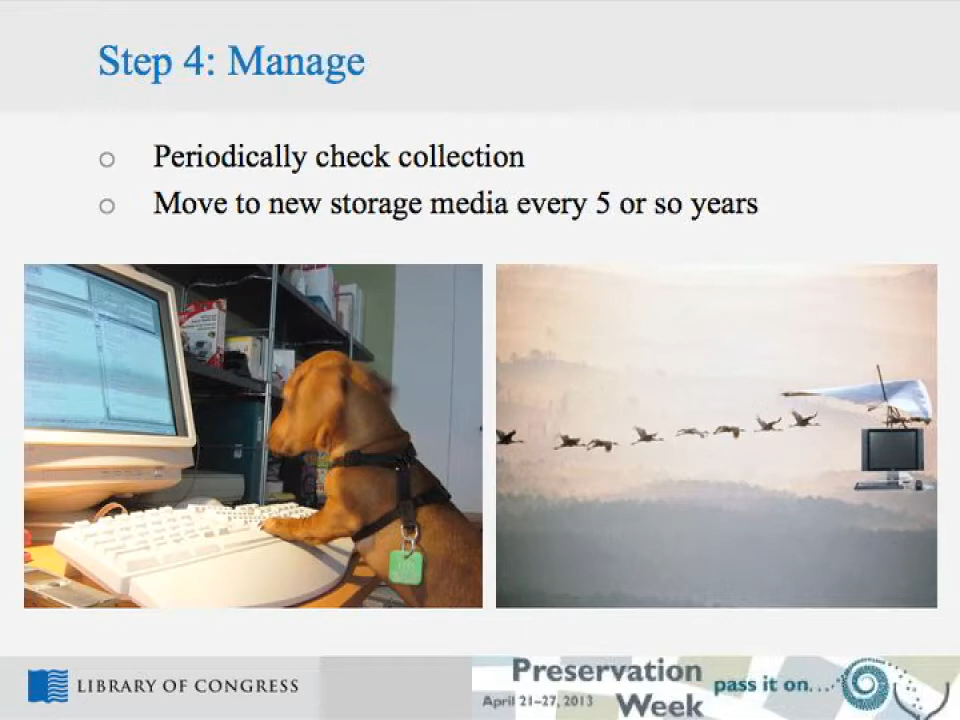 Step 4: Manage
Periodically check collection
Move to new storage media every 5 or so years
LIBRARY OF CONGRESS
Preservation
Week
April 21–27, 2013
pass it on...